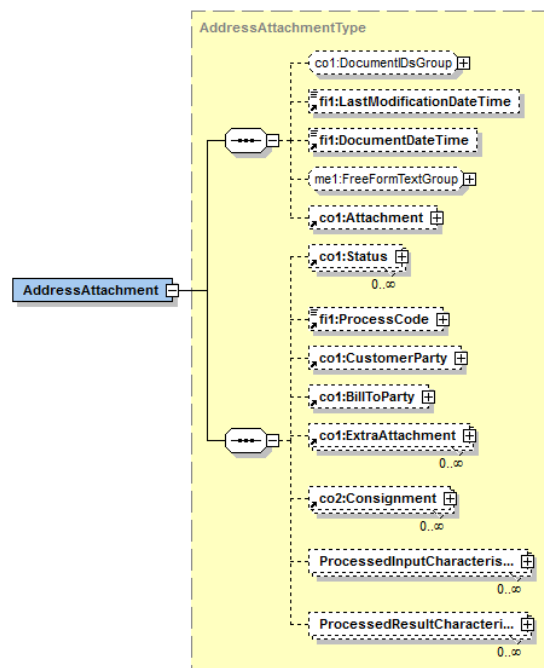 AddressAttachmentType
co1:DocumentIDsGroup
fi1:LastModificationDateTime
fi1:DocumentDateTime
me1:FreeFormTextGroup
co1:Attachment
co1:Status
0..∞
AddressAttachment
fi1:ProcessCode
co1:CustomerParty
co1:BillToParty
co1:ExtraAttachment
0..∞
co2:Consignment
0..∞
ProcessedInputCharacteris...
0..∞
ProcessedResultCharacteri...
0..∞